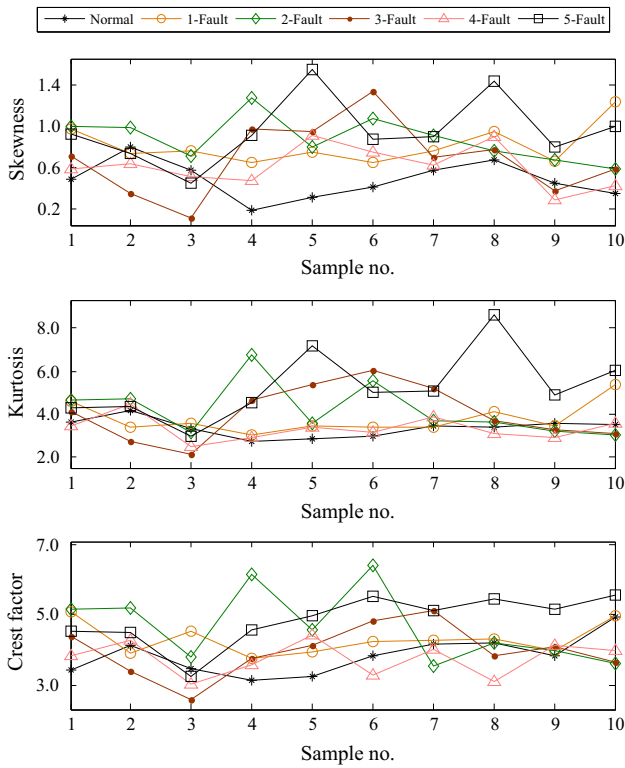 Normal 1-Fault 2-Fault 3-Fault 4-Fault 5-Fault
Skewness
1.4
1.0
0.6
0.2
1 2 3 4 5 6 7 8 9 10
Sample no.
Kurtosis
8.0
6.0
4.0
2.0
1 2 3 4 5 6 7 8 9 10
Sample no.
Crest factor
7.0
5.0
3.0
1 2 3 4 5 6 7 8 9 10
Sample no.